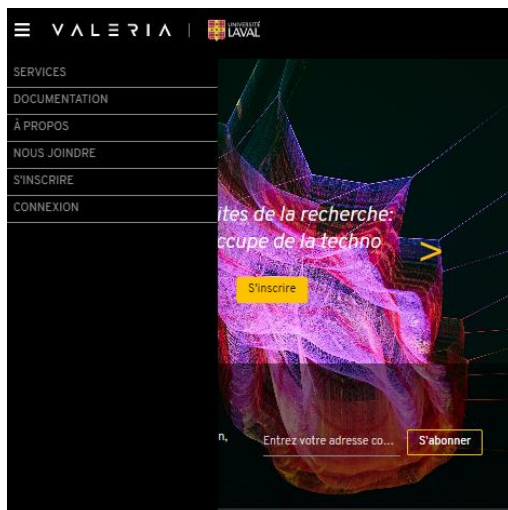 VALERIA | UNIVERSITÉ
LAVAL
SERVICES
DOCUMENTATION
À PROPOS
NOUS JOINDRE
S'INSCRIRE
CONNEXION
ites de la recherche:
ccupe de la techno
>
S'inscrire
n,
Entrez votre adresse co...
S'abonner